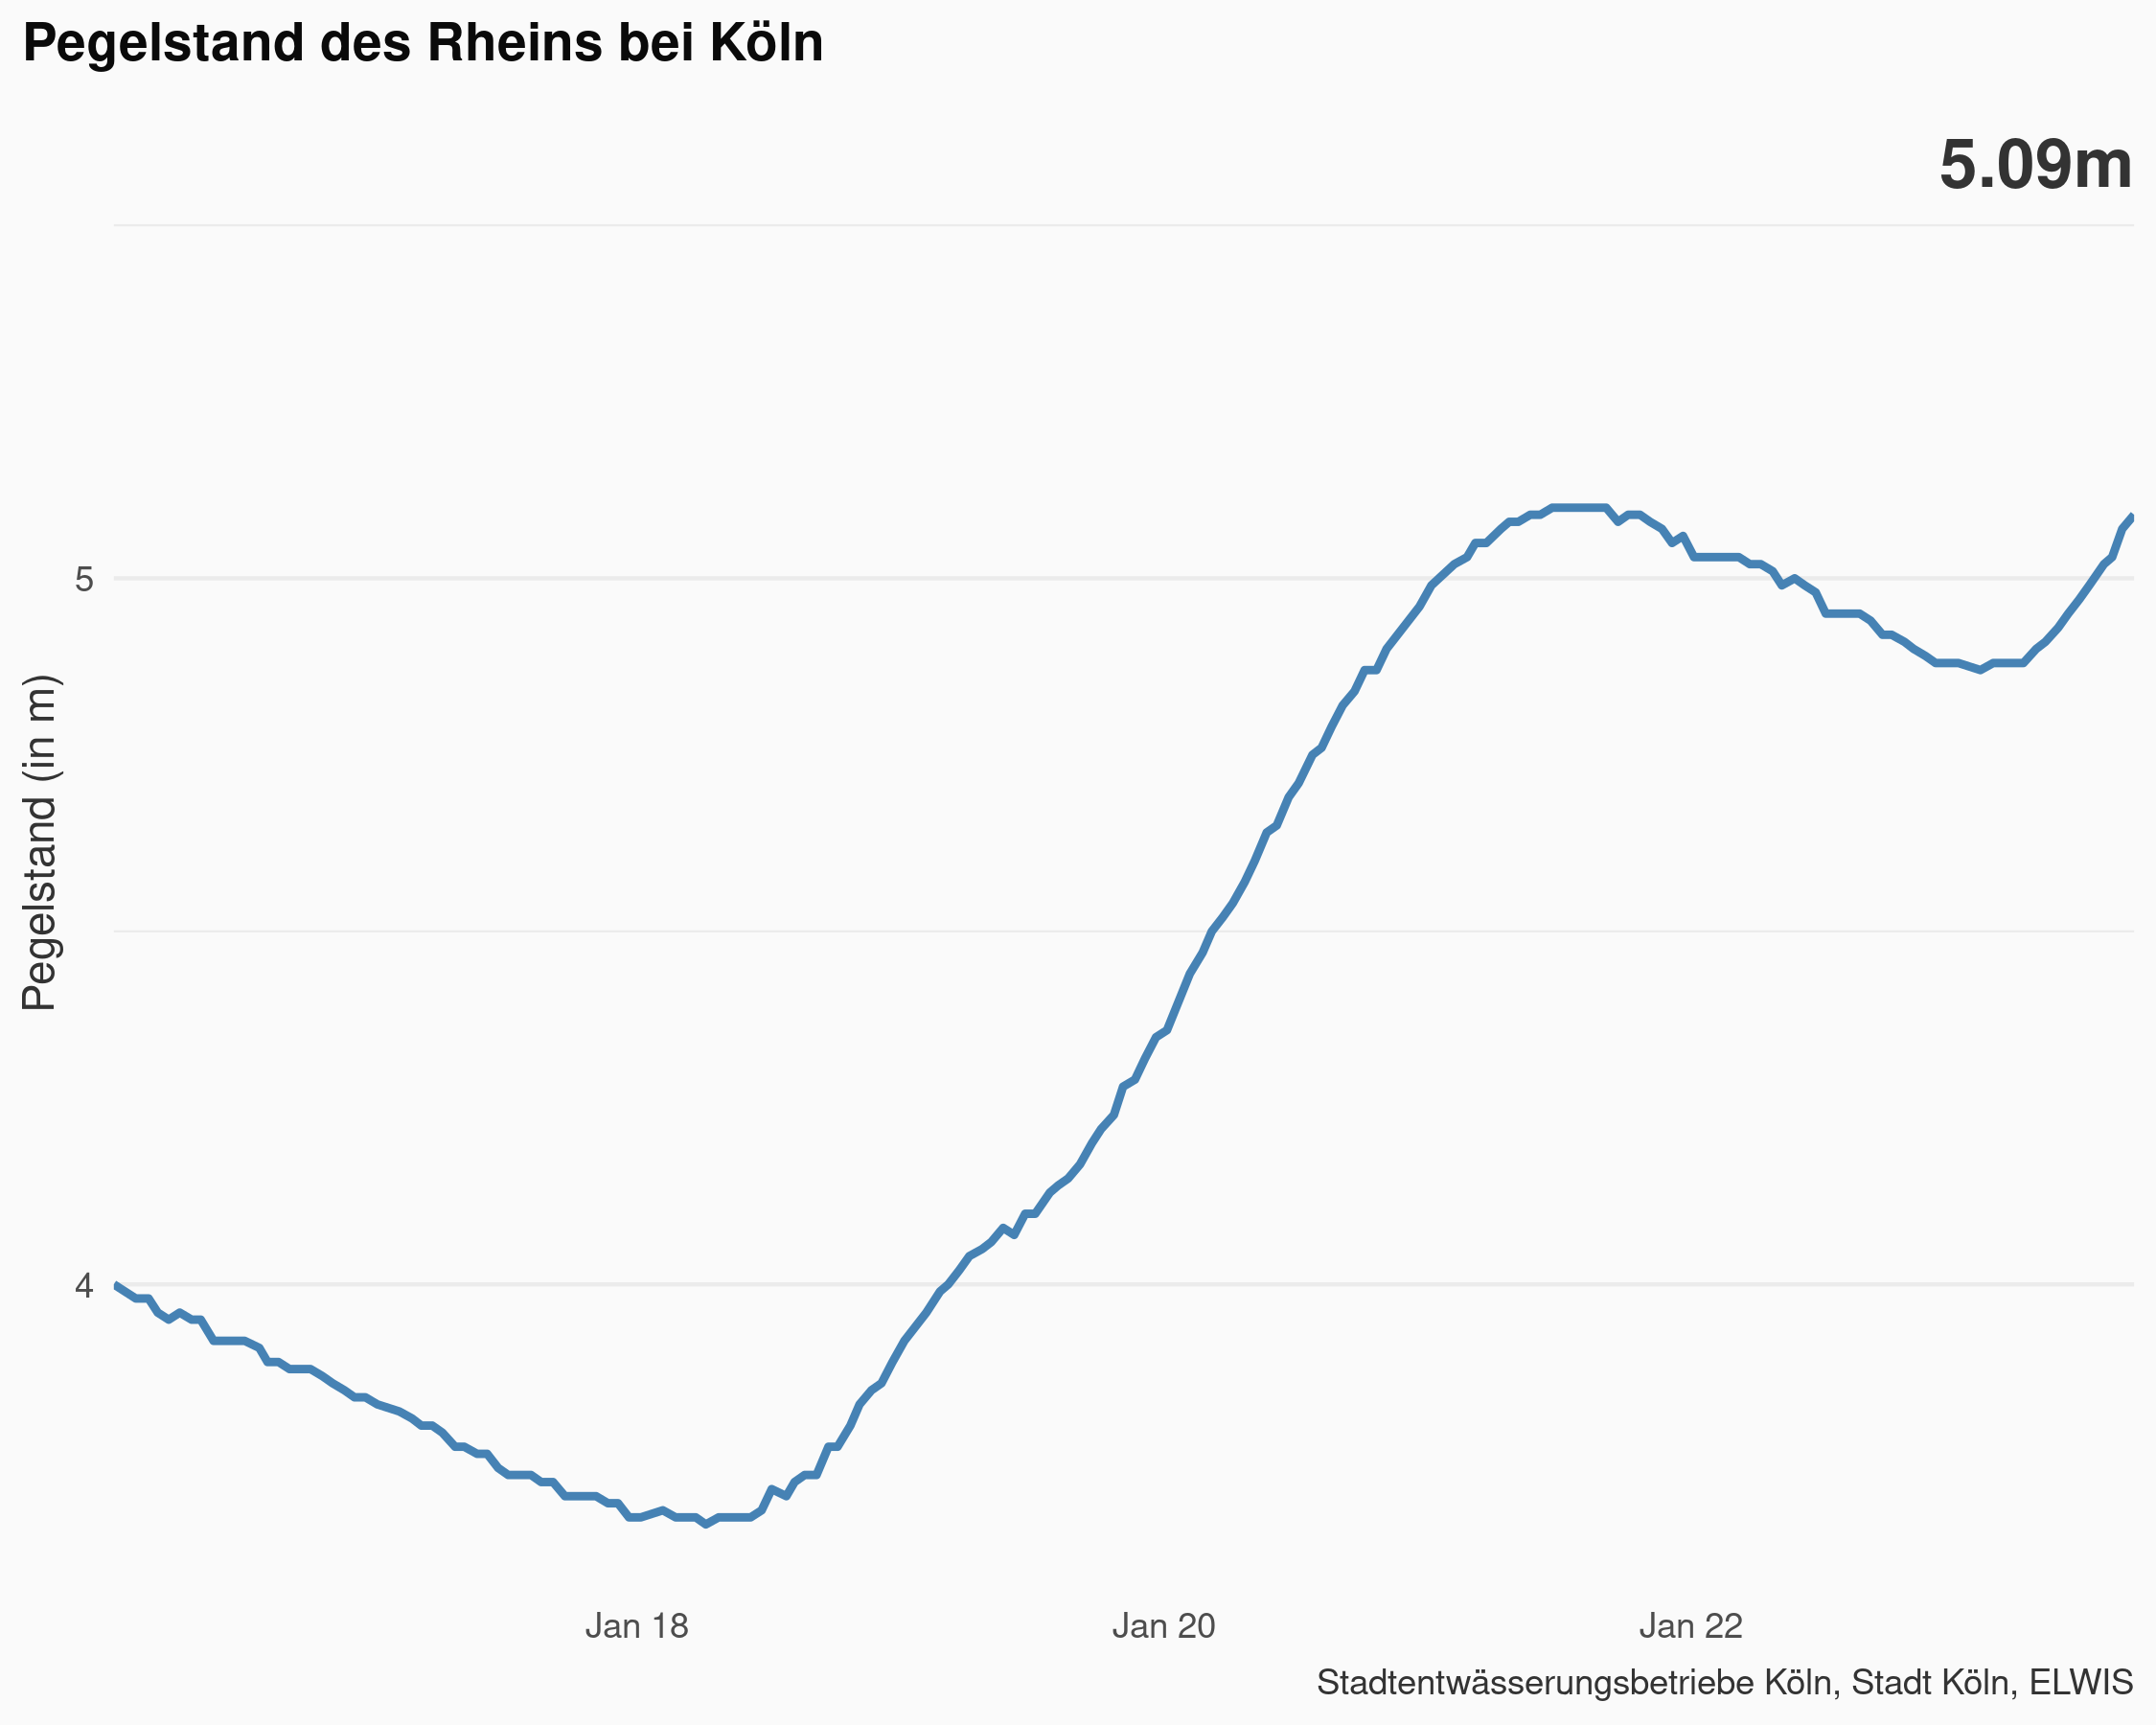 Pegelstand des Rheins bei Köln
5.09m
Pegelstand (in m)
5
4
Jan 18
Jan 20
Jan 22
Stadtentwässerungsbetriebe Köln, Stadt Köln, ELWIS